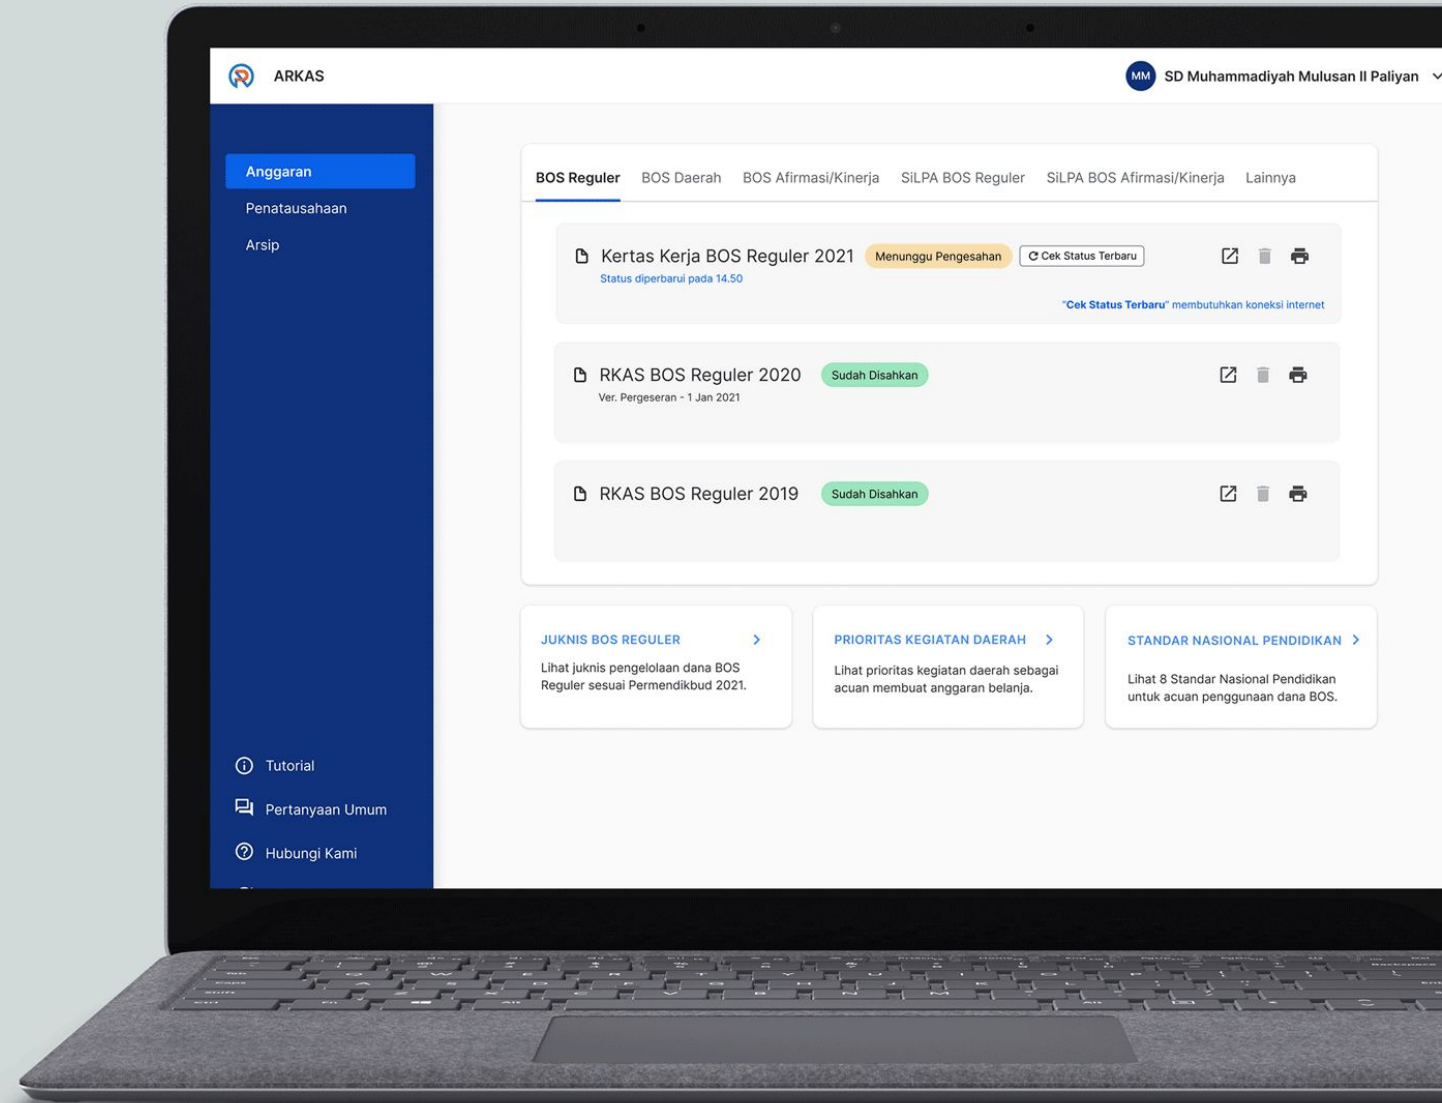 ARKAS
MM SD Muhammadiyah Mulusan II Paliyan
Anggaran
Penatausahaan
Arsip
BOS Reguler BOS Daerah BOS Afirmasi/Kinerja SiLPA BOS Reguler SiLPA BOS Afirmasi/Kinerja Lainnya
Kertas Kerja BOS Reguler 2021 Menunggu Pengesahan Cek Status Terbaru
Status diperbarui pada 14.50
"Cek Status Terbaru" membutuhkan koneksi internet
RKAS BOS Reguler 2020 Sudah Disahkan
Ver. Pergeseran - 1 Jan 2021
RKAS BOS Reguler 2019 Sudah Disahkan
JUKNIS BOS REGULER
Lihat juknis pengelolaan dana BOS
Reguler sesuai Permendikbud 2021.
PRIORITAS KEGIATAN DAERAH
Lihat prioritas kegiatan daerah sebagai
acuan membuat anggaran belanja.
STANDAR NASIONAL PENDIDIKAN
Lihat 8 Standar Nasional Pendidikan
untuk acuan penggunaan dana BOS.
Tutorial
Pertanyaan Umum
Hubungi Kami